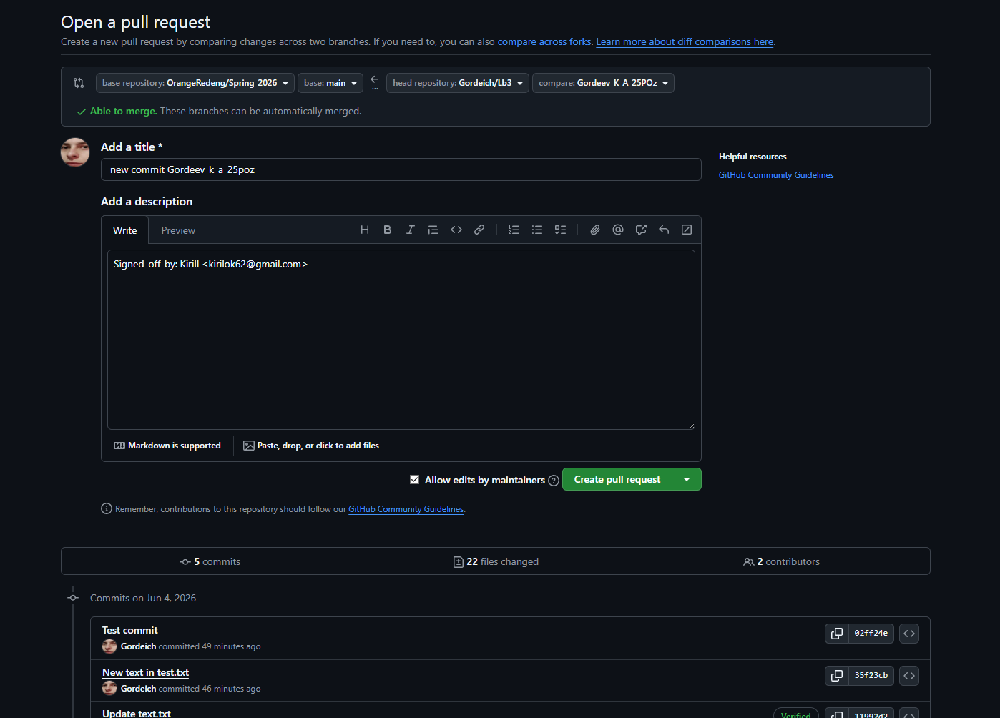 Open a pull request
Create a new pull request by comparing changes across two branches. If you need to, you can also compare across forks. Learn more about diff comparisons here.
base repository: OrangeRedeng/Spring_2026
base: main
head repository: Gordeich/Lb3
compare: Gordeev_K_A_25POz
Able to merge. These branches can be automatically merged.
Add a title *
new commit Gordeev_k_a_25poz
Helpful resources
GitHub Community Guidelines
Add a description
Write
Preview
Signed-off-by: Kirill <kirilok62@gmail.com>
Markdown is supported
Paste, drop, or click to add files
Allow edits by maintainers
Create pull request
Remember, contributions to this repository should follow our GitHub Community Guidelines.
5 commits
22 files changed
2 contributors
Commits on Jun 4, 2026
Test commit
02ff24e
Gordeich committed 49 minutes ago
New text in test.txt
35f23cb
Gordeich committed 46 minutes ago
Update text.txt
Verified
11992d2